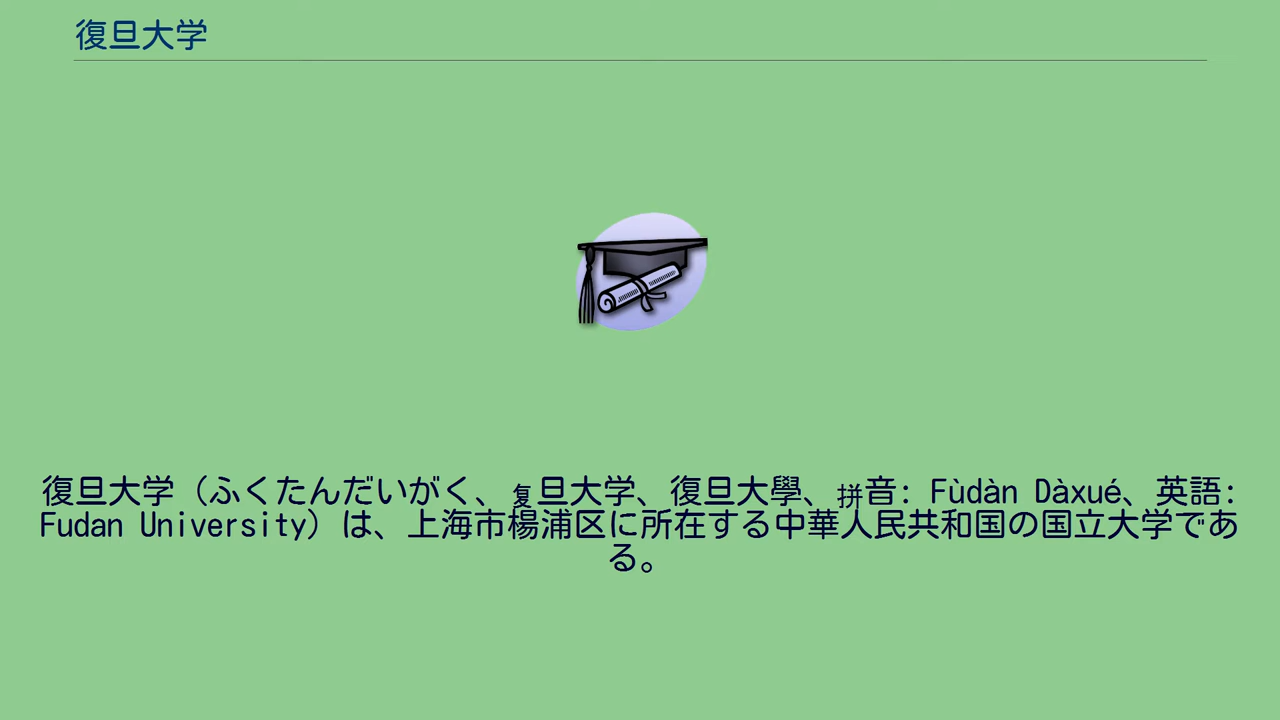 復旦大学
復旦大学（ふくたんだいがく、复旦大学、復旦大學、拼音: Fùdàn Dàxué、英語:
Fudan University）は、上海市楊浦区に所在する中華人民共和国の国立大学であ
る。